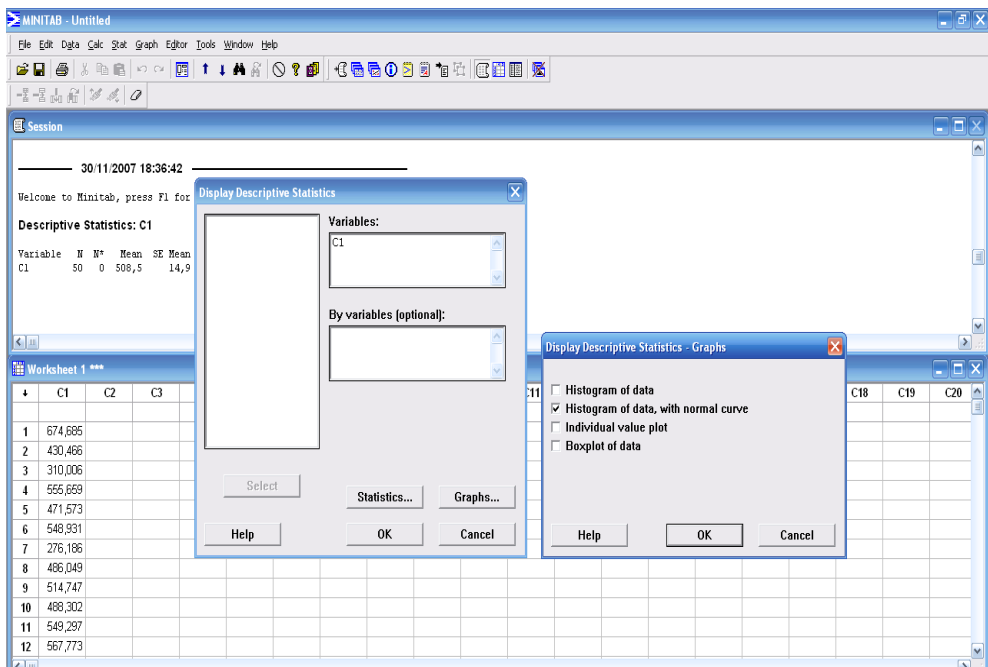 MINITAB - Untitled
File Edit Data Calc Stat Graph Editor Tools Window Help
Session
30/11/2007 18:36:42
Welcome to Minitab, press F1 for
Descriptive Statistics: C1
Variable N N* Mean SE Mean
C1 50 0 508,5 14,9
Display Descriptive Statistics
Variables:
C1
By variables (optional):
Select
Statistics...
Graphs...
Help
OK
Cancel
Display Descriptive Statistics - Graphs
Histogram of data
Histogram of data, with normal curve
Individual value plot
Boxplot of data
Help
OK
Cancel
Worksheet 1 ***
C1 C2 C3 C18 C19 C20
1 674,685
2 430,466
3 310,006
4 555,659
5 471,573
6 548,931
7 276,186
8 486,049
9 514,747
10 488,302
11 549,297
12 567,773